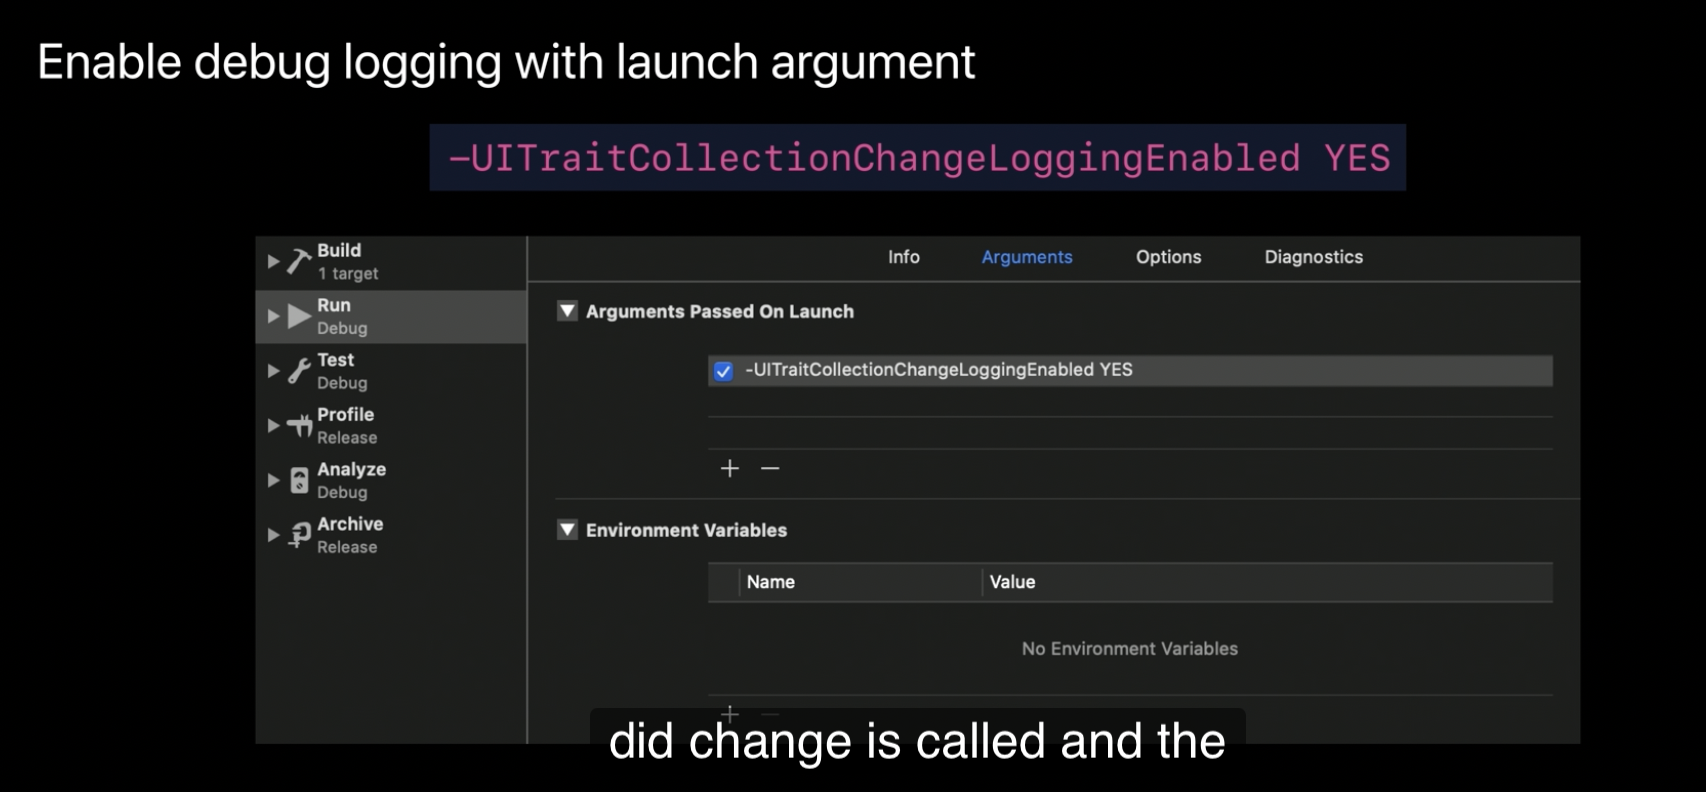 Enable debug logging with launch argument
-UITraitCollectionChangeLoggingEnabled YES
Build
1 target
Run
Debug
Test
Debug
Profile
Release
Analyze
Debug
Archive
Release
Info Arguments Options Diagnostics
Arguments Passed On Launch
-UITraitCollectionChangeLoggingEnabled YES
Environment Variables
Name Value
No Environment Variables
did change is called and the